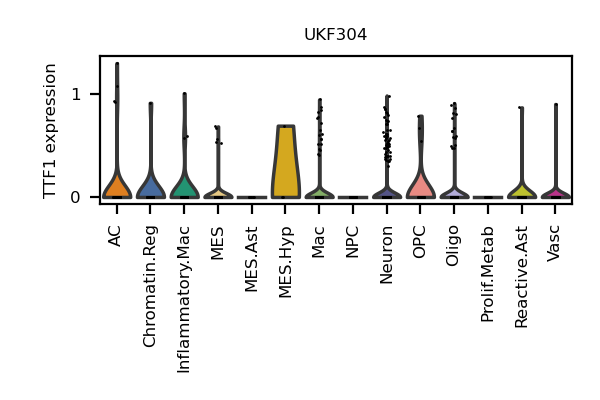 UKF304
TTF1 expression
1
0
AC
Chromatin.Reg
Inflammatory.Mac
MES
MES.Ast
MES.Hyp
Mac
NPC
Neuron
OPC
Oligo
Prolif.Metab
Reactive.Ast
Vasc